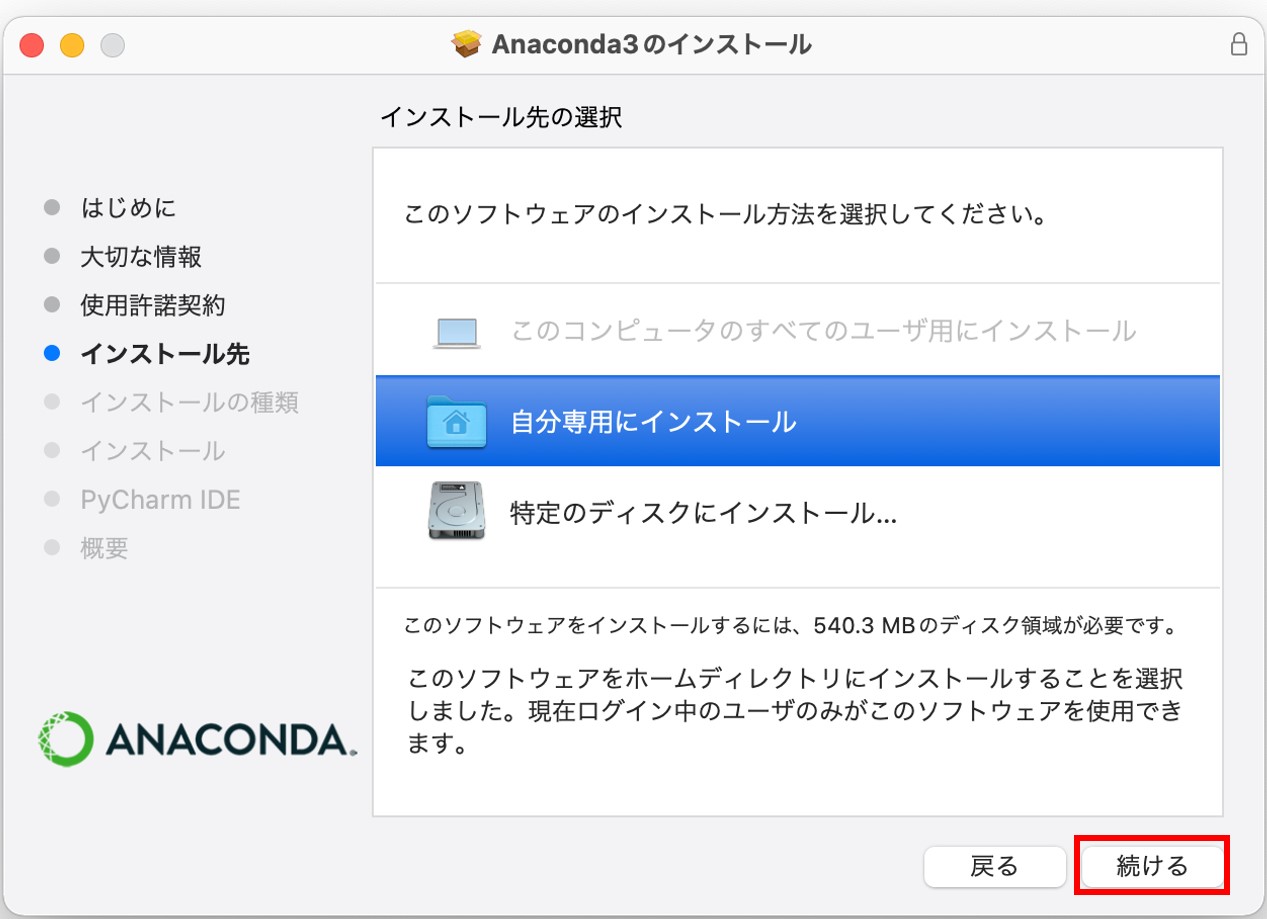 Anaconda3のインストール
インストール先の選択
はじめに
大切な情報
使用許諾契約
インストール先
インストールの種類
インストール
PyCharm IDE
概要
ANACONDA.
このソフトウェアのインストール方法を選択してください。
このコンピュータのすべてのユーザ用にインストール
自分専用にインストール
特定のディスクにインストール...
このソフトウェアをインストールするには、540.3 MBのディスク領域が必要です。
このソフトウェアをホームディレクトリにインストールすることを選択
しました。現在ログイン中のユーザのみがこのソフトウェアを使用でき
ます。
戻る
続ける